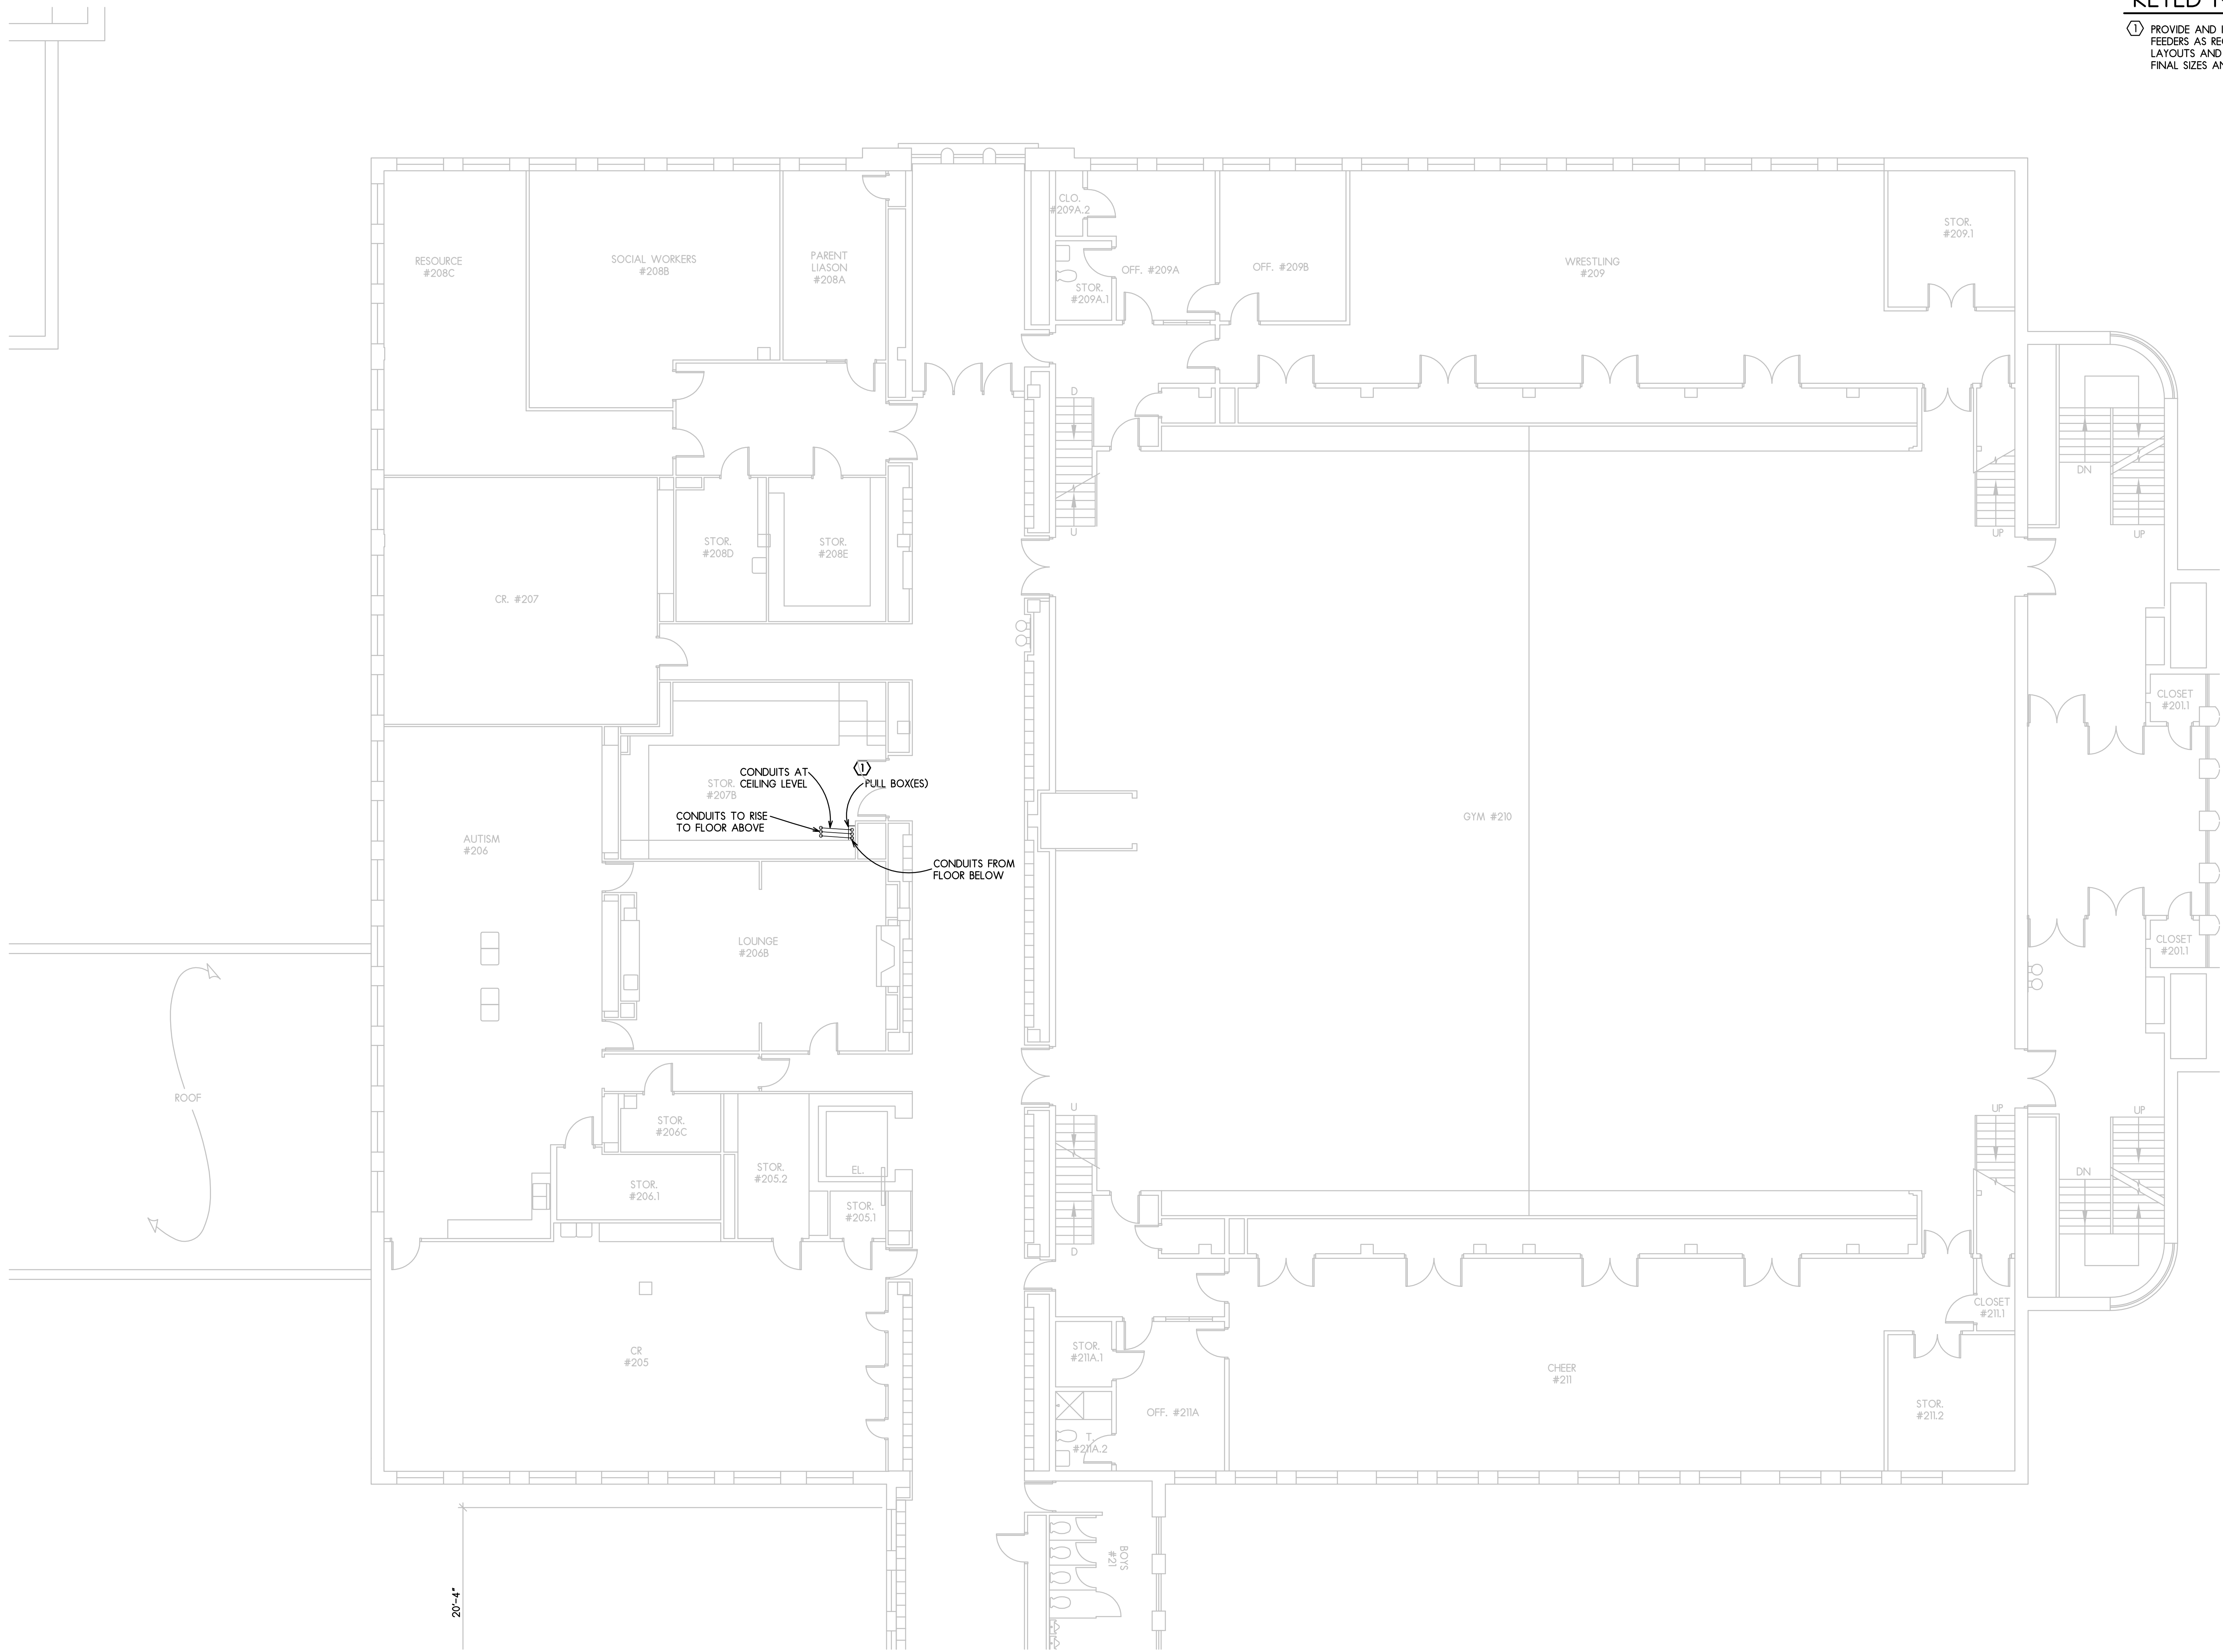 PROVIDE AND
FEEDERS AS
LAYOUTS AND
FINAL SIZES
1
CLO.
#209A.2
STOR.
#209.1
RESOURCE
#208C
SOCIAL WORKERS
#208B
PARENT
LIASON
#208A
OFF. #209A
OFF. #209B
WRESTLING
#209
STOR.
#209A.1
D
U
DN
UP
UP
STOR.
#208D
STOR.
#208E
CR. #207
CLOSET
#201.1
STOR.
#207B
CONDUITS AT
CEILING LEVEL
1
PULL BOX(ES)
CONDUITS TO RISE
TO FLOOR ABOVE
CONDUITS FROM
FLOOR BELOW
GYM #210
AUTISM
#206
LOUNGE
#206B
CLOSET
#201.1
ROOF
U
UP
UP
STOR.
#206C
STOR.
#205.2
EL.
STOR.
#206.1
STOR.
#205.1
DN
D
CLOSET
#211.1
CR
#205
STOR.
#211A.1
CHEER
#211
OFF. #211A
STOR.
#211.2
T.
#211A.2
BOYS
#21
20'-4"